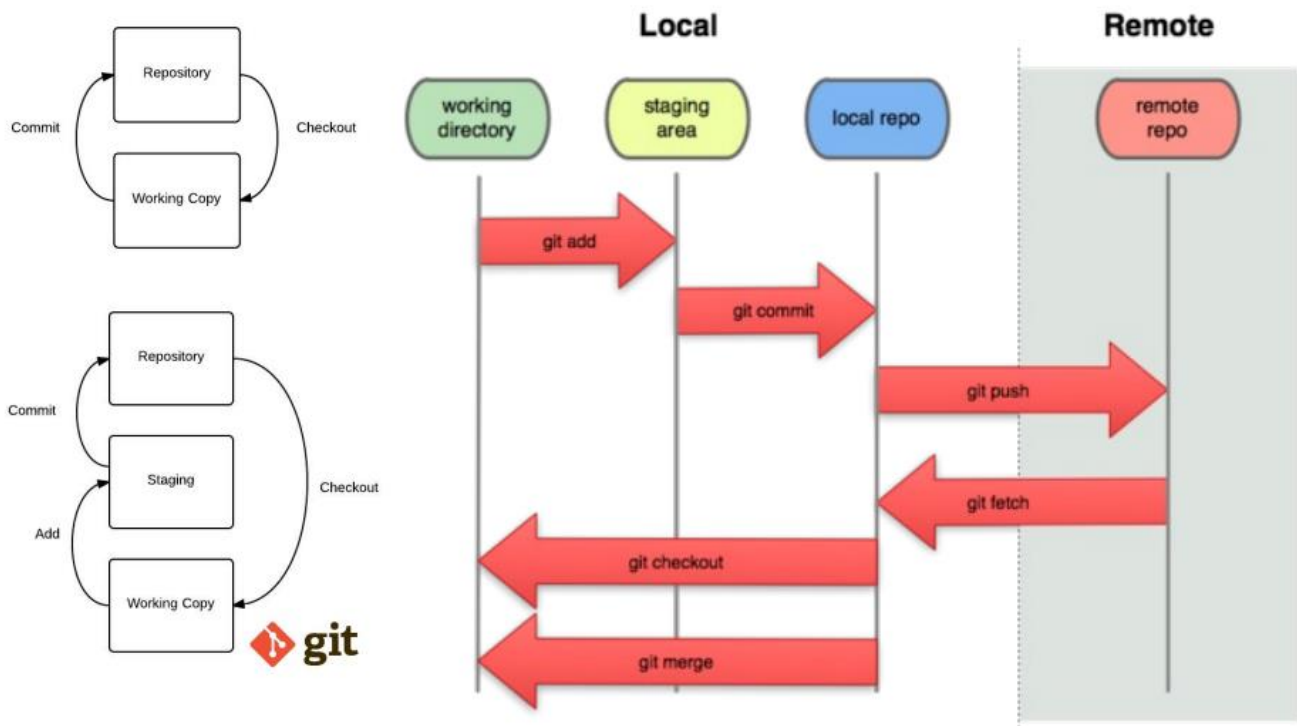 Repository
Commit
Checkout
Working Copy
Repository
Commit
Staging
Checkout
Add
Working Copy
git
Local
Remote
working
directory
staging
area
local repo
remote
repo
git add
git commit
git push
git fetch
git checkout
git merge